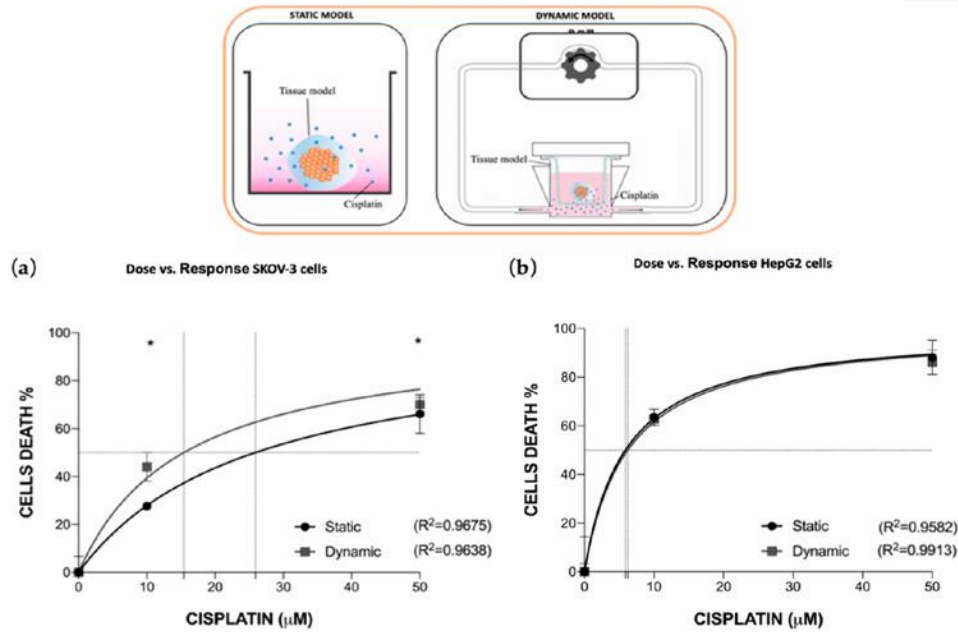 STATIC MODEL
DYNAMIC MODEL
Tissue model
Cisplatin
Tissue model
Cisplatin
(a)
Dose vs. Response SKOV-3 cells
CELLS DEATH %
100
80
60
40
20
0
*
*
Static (R²=0.9675)
Dynamic (R²=0.9638)
0 10 20 30 40 50
CISPLATIN (μM)
(b)
Dose vs. Response HepG2 cells
CELLS DEATH %
100
80
60
40
20
0
Static (R²=0.9582)
Dynamic (R²=0.9913)
0 10 20 30 40 50
CISPLATIN (μM)